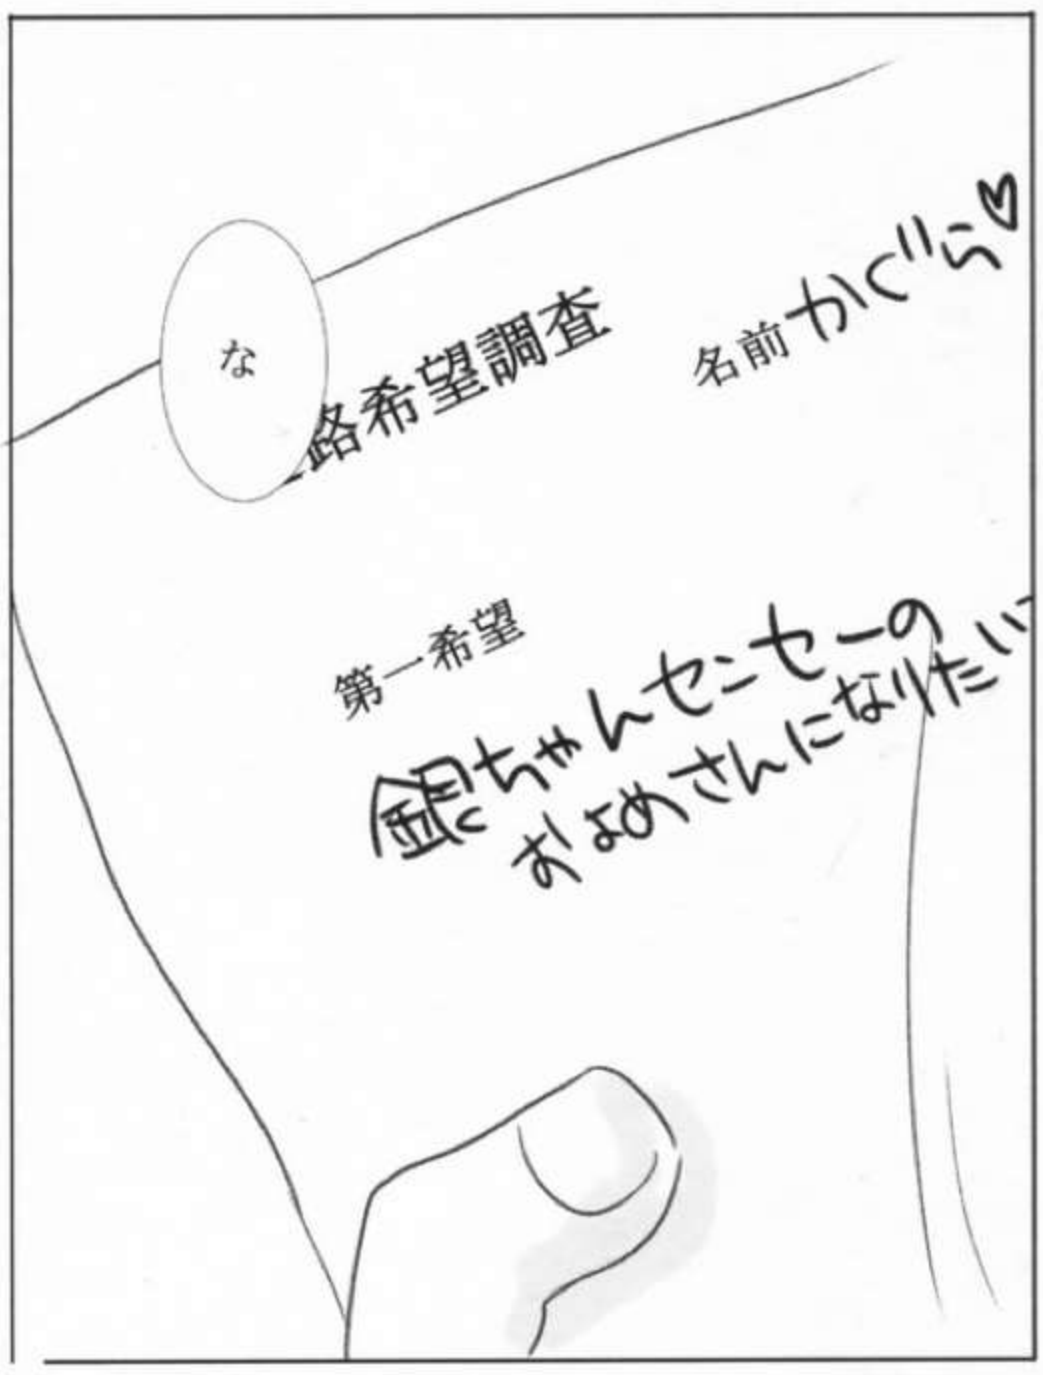 な
路希望調査
名前 かぐら♡
第一希望
銀ちゃんセンセーの
およめさんになりたい